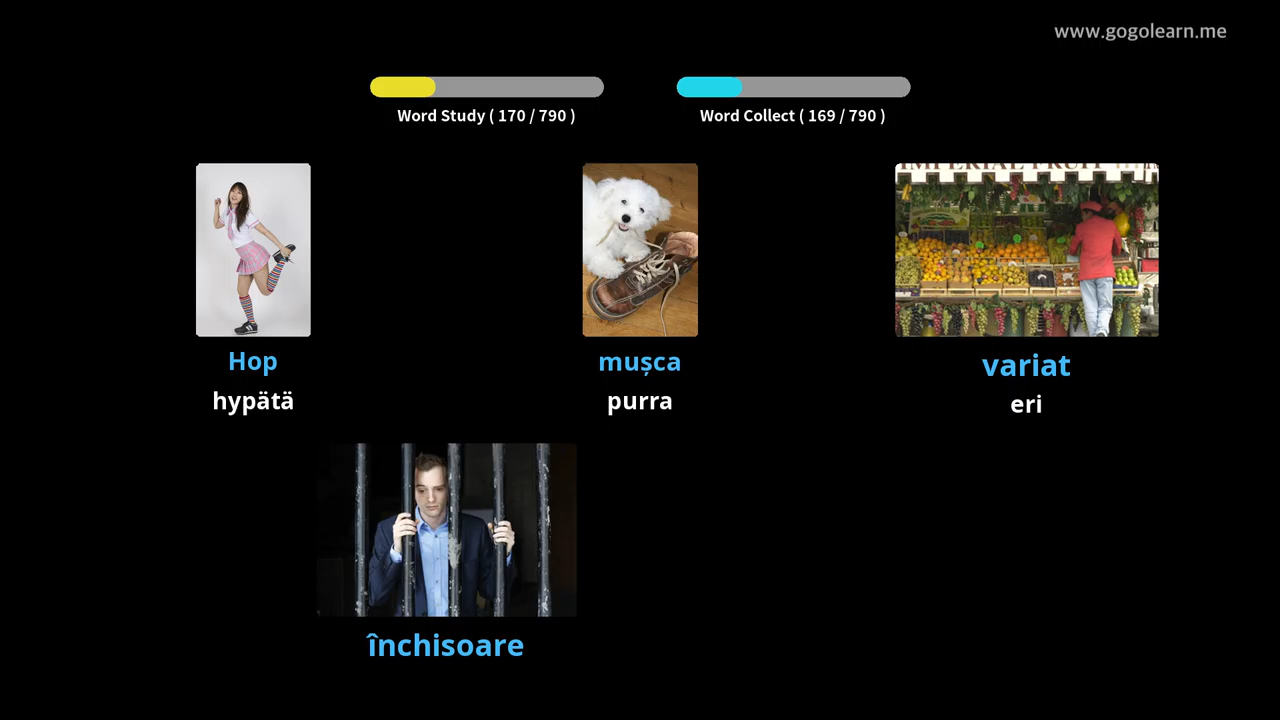 www.gogolearn.me
Word Study ( 170 / 790 )
Word Collect ( 169 / 790 )
Hop
hypätä
mușca
purra
variat
eri
închisoare